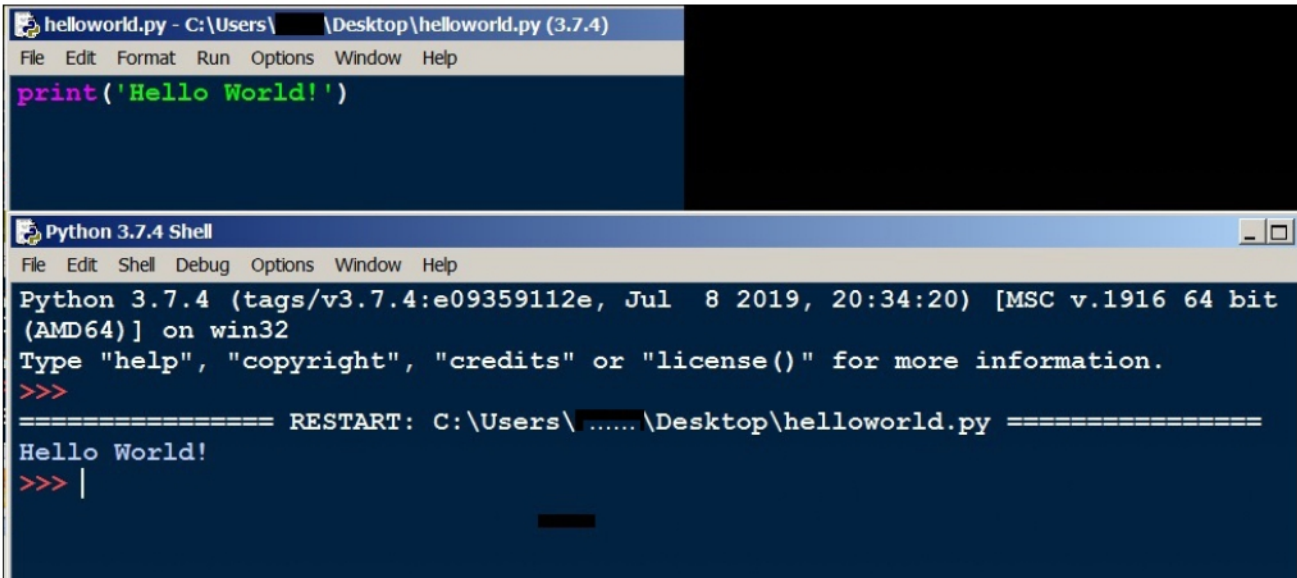 helloworld.py - C:\Users\ \Desktop\helloworld.py (3.7.4)
File Edit Format Run Options Window Help
print('Hello World!')
Python 3.7.4 Shell
File Edit Shell Debug Options Window Help
Python 3.7.4 (tags/v3.7.4:e09359112e, Jul  8 2019, 20:34:20) [MSC v.1916 64 bit
(AMD64)] on win32
Type "help", "copyright", "credits" or "license()" for more information.
>>>
================ RESTART: C:\Users\ ...... \Desktop\helloworld.py ================
Hello World!
>>>